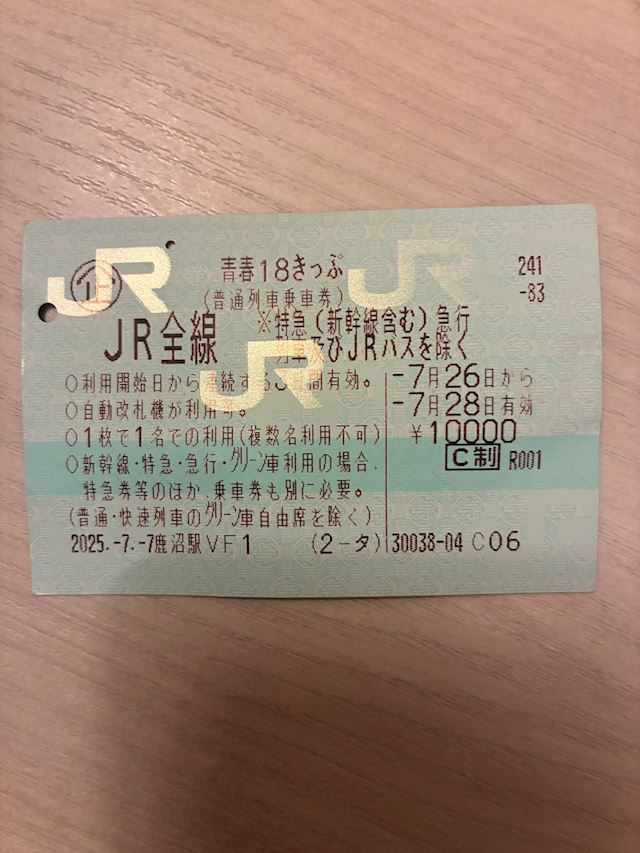 JR
JR
青春18きっぷ
241
(普通列車乗車券)
-83
JR全線
※特急(新幹線含む)急行
列車及びJRバスを除く
JR
○利用開始日から連続する3日間有効。
-7月26日から
○自動改札機が利用可。
-7月28日有効
○1枚で1名での利用(複数名利用不可)
¥10000
○新幹線・特急・急行・グリーン車利用の場合、
C制 R001
特急券等のほか、乗車券も別に必要。
(普通・快速列車のグリーン車自由席を除く)
2025.-7.-7鹿沼駅VF1 (2-タ) 30038-04 C06